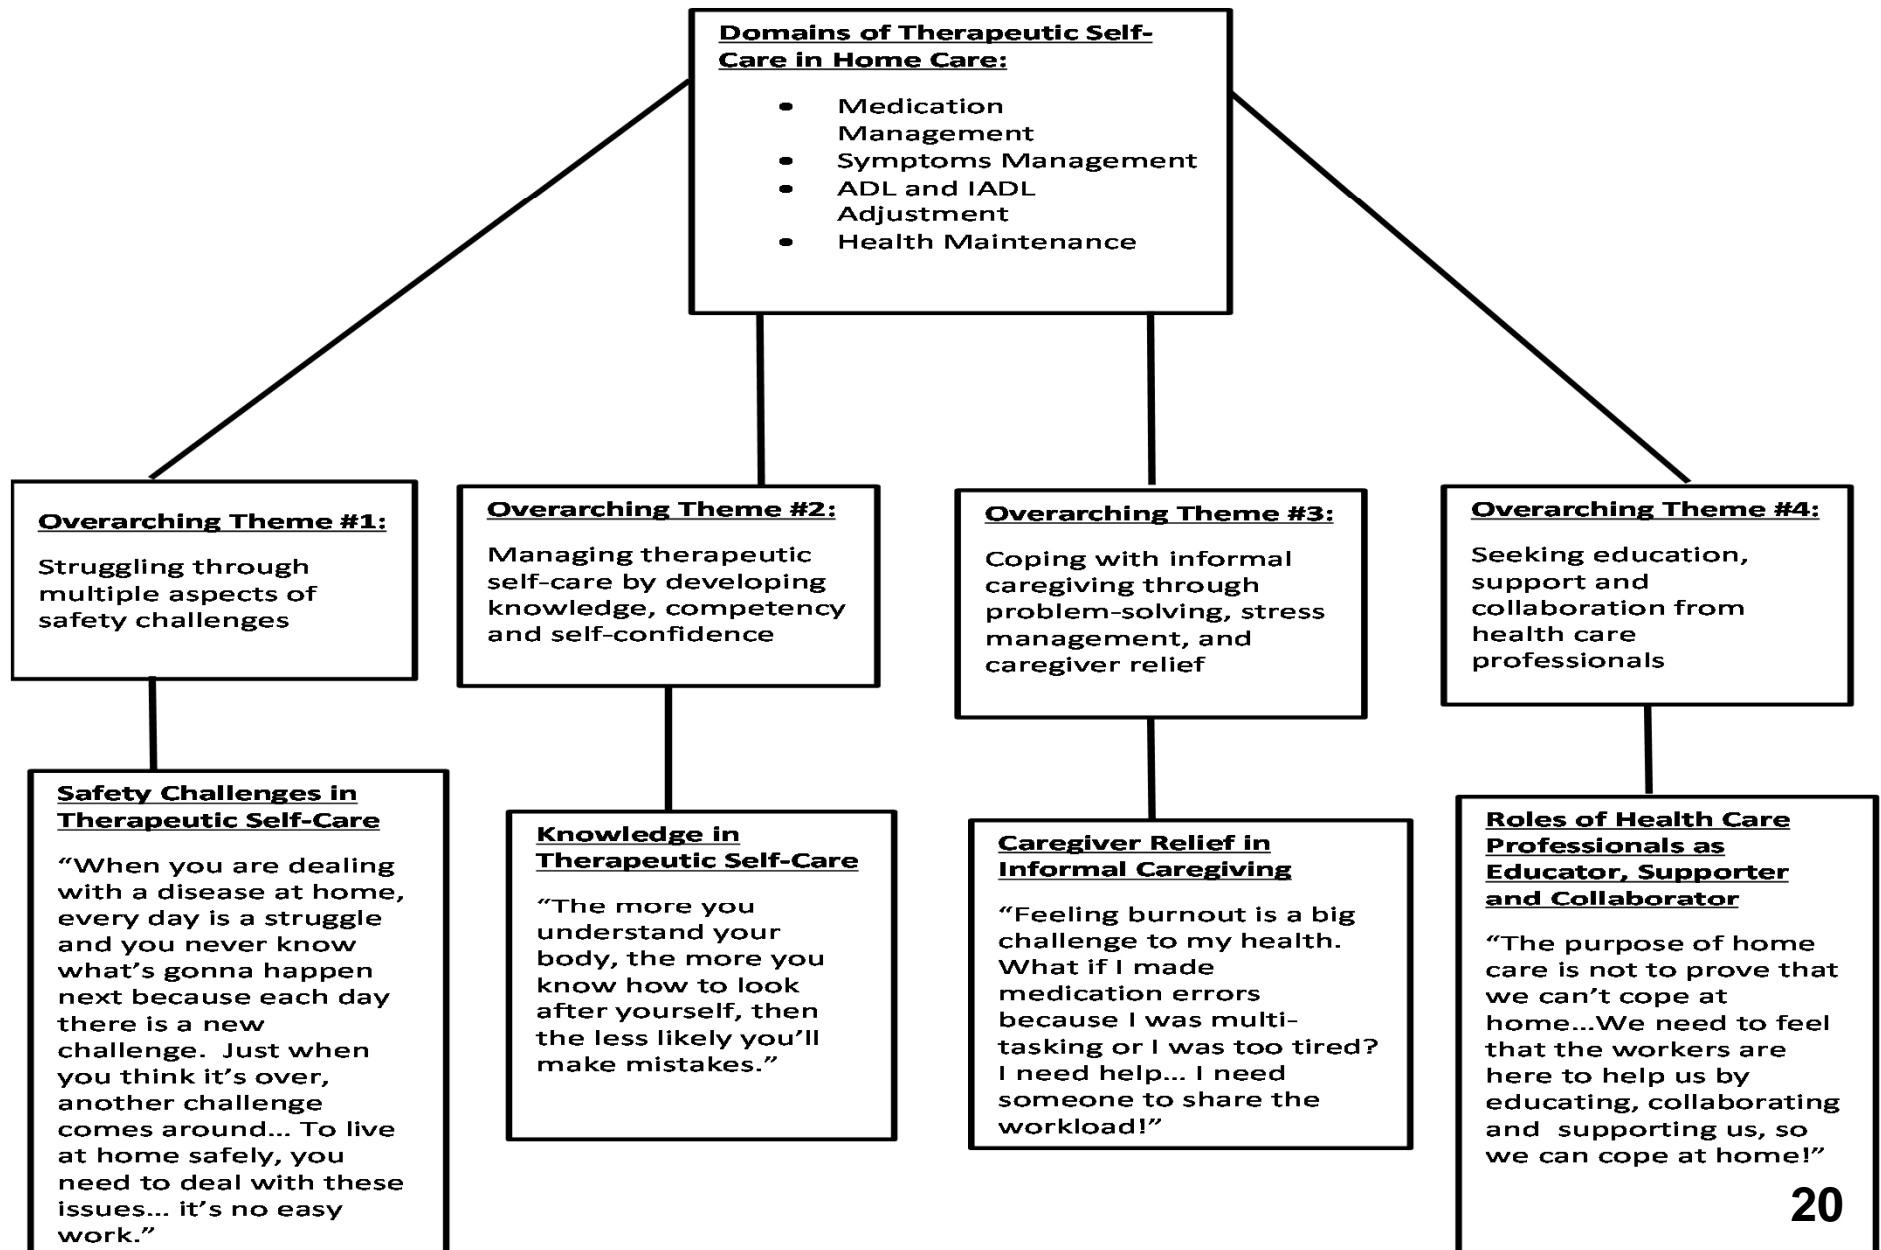 Domains of Therapeutic Self-
Care in Home Care:
• Medication
Management
• Symptoms Management
• ADL and IADL
Adjustment
• Health Maintenance
Overarching Theme #1:
Struggling through
multiple aspects of
safety challenges
Overarching Theme #2:
Managing therapeutic
self-care by developing
knowledge, competency
and self-confidence
Overarching Theme #3:
Coping with informal
caregiving through
problem-solving, stress
management, and
caregiver relief
Overarching Theme #4:
Seeking education,
support and
collaboration from
health care
professionals
Safety Challenges in
Therapeutic Self-Care
“When you are dealing
with a disease at home,
every day is a struggle
and you never know
what’s gonna happen
next because each day
there is a new
challenge.  Just when
you think it’s over,
another challenge
comes around... To live
at home safely, you
need to deal with these
issues... it’s no easy
work.”
Knowledge in
Therapeutic Self-Care
“The more you
understand your
body, the more you
know how to look
after yourself, then
the less likely you’ll
make mistakes.”
Caregiver Relief in
Informal Caregiving
“Feeling burnout is a big
challenge to my health.
What if I made
medication errors
because I was multi-
tasking or I was too tired?
I need help... I need
someone to share the
workload!”
Roles of Health Care
Professionals as
Educator, Supporter
and Collaborator
“The purpose of home
care is not to prove that
we can’t cope at
home...We need to feel
that the workers are
here to help us by
educating, collaborating
and  supporting us, so
we can cope at home!”
20